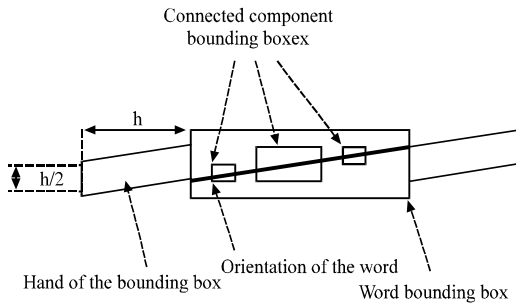 Connected component
bounding boxex
h
h/2
Hand of the bounding box
Orientation of the word
Word bounding box